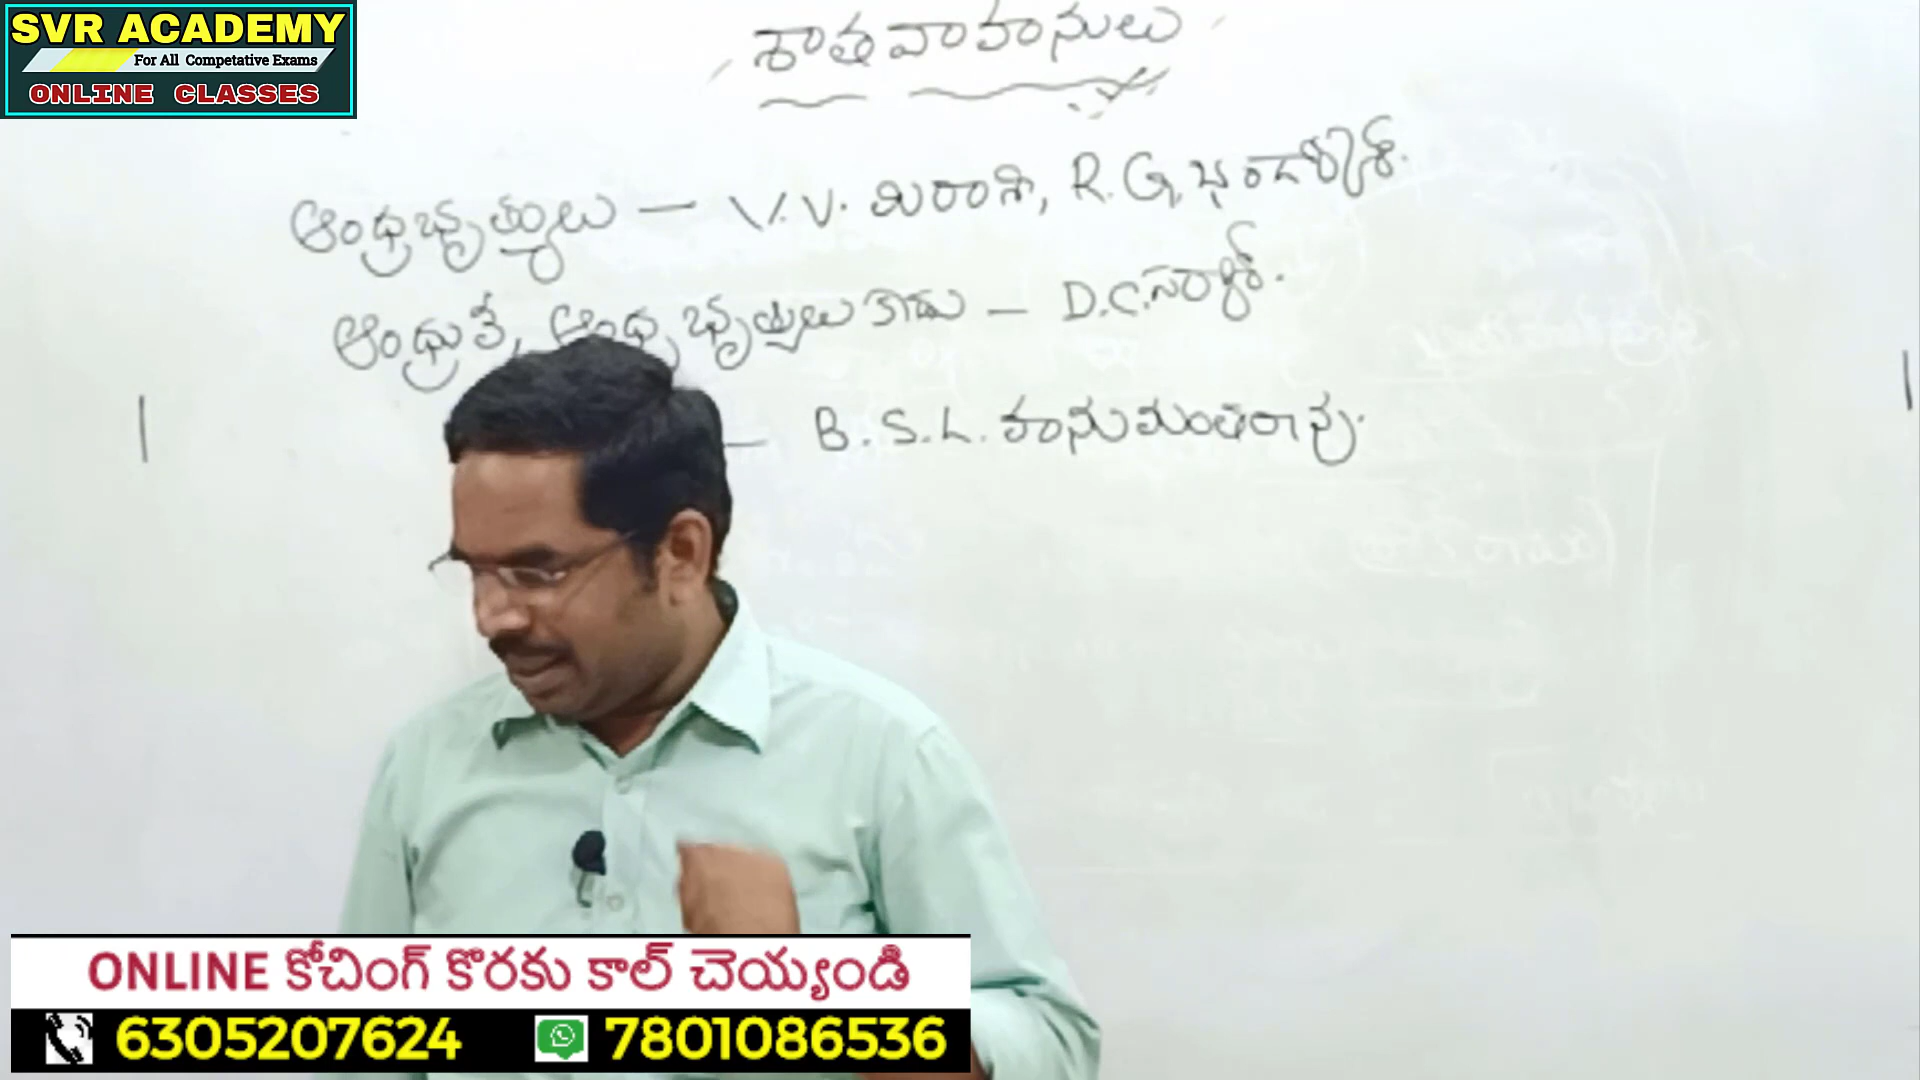 SVR ACADEMY
For All Competative Exams
ONLINE CLASSES
శాతవాహనులు
ఆంధ్రభృత్యులు – V.V. మిరాశి, R.G. భండార్కర్.
ఆంధ్రులే, ఆంధ్ర భృత్యులు కాదు – D.C. సర్కార్.
– B.S.L. హనుమంతరావు.
ONLINE కోచింగ్ కొరకు కాల్ చెయ్యండి
6305207624 7801086536